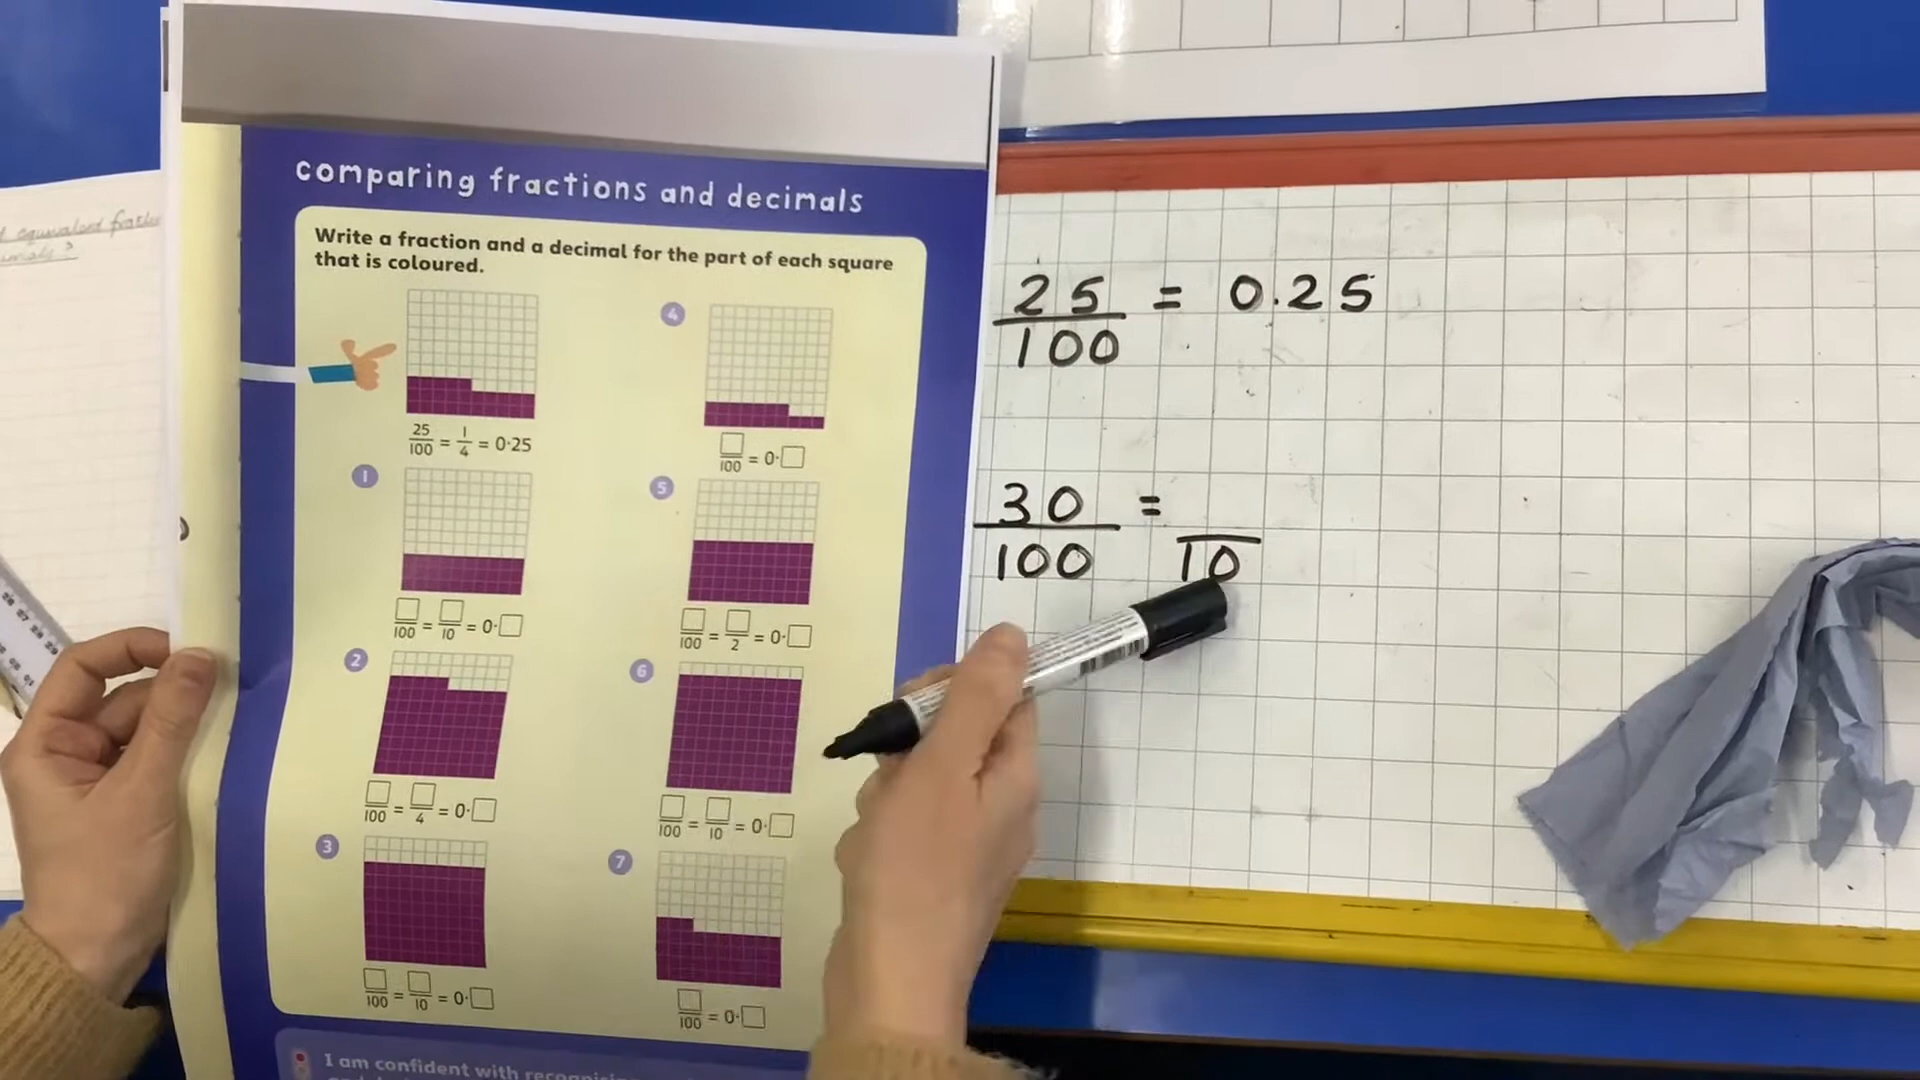 equivalent
comparing fractions and decimals
Write a fraction and a decimal for the part of each square
that is coloured.
25/100 = 1/4 = 0·25
1
□/100 = □/10 = 0·□
2
□/100 = □/4 = 0·□
3
□/100 = □/10 = 0·□
4
□/100 = 0·□
5
□/100 = □/2 = 0·□
6
□/100 = □/10 = 0·□
7
□/100 = 0·□
I am confident with
25/100 = 0.25
30/100 = /10